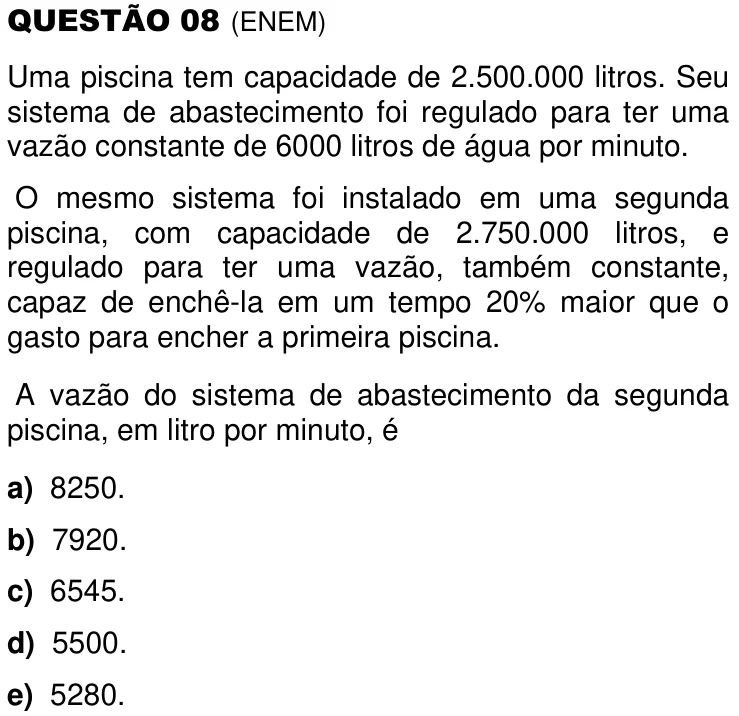 QUESTÃO 08 (ENEM)
Uma piscina tem capacidade de 2.500.000 litros. Seu
sistema de abastecimento foi regulado para ter uma
vazão constante de 6000 litros de água por minuto.
O mesmo sistema foi instalado em uma segunda
piscina, com capacidade de 2.750.000 litros, e
regulado para ter uma vazão, também constante,
capaz de enchê-la em um tempo 20% maior que o
gasto para encher a primeira piscina.
A vazão do sistema de abastecimento da segunda
piscina, em litro por minuto, é
a) 8250.
b) 7920.
c) 6545.
d) 5500.
e) 5280.